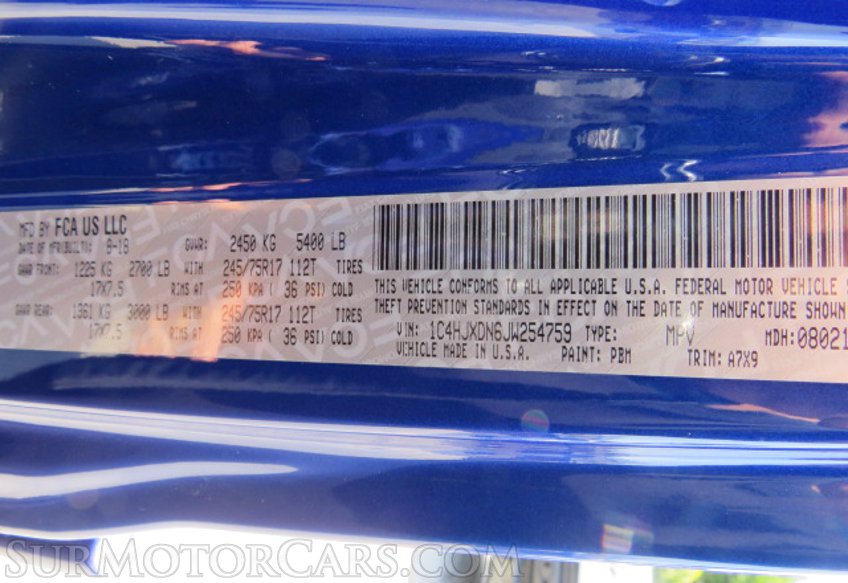 MFD BY FCA US LLC
DATE OF MFR(BUILT): 8-18 GVWR: 2450 KG 5400 LB
GAWR FRONT: 1225 KG 2700 LB WITH 245/75R17 112T TIRES
17X7.5 RIMS AT 250 KPA ( 36 PSI) COLD
GAWR REAR: 1361 KG 3000 LB WITH 245/75R17 112T TIRES
17X7.5 RIMS AT 250 KPA ( 36 PSI) COLD
THIS VEHICLE CONFORMS TO ALL APPLICABLE U.S.A. FEDERAL MOTOR VEHICLE S
THEFT PREVENTION STANDARDS IN EFFECT ON THE DATE OF MANUFACTURE SHOWN
VIN: 1C4HJXDN6JW254759 TYPE: MPV MDH: 08021
VEHICLE MADE IN U.S.A. PAINT: PBM TRIM: A7X9
SURMOTORCARS.COM